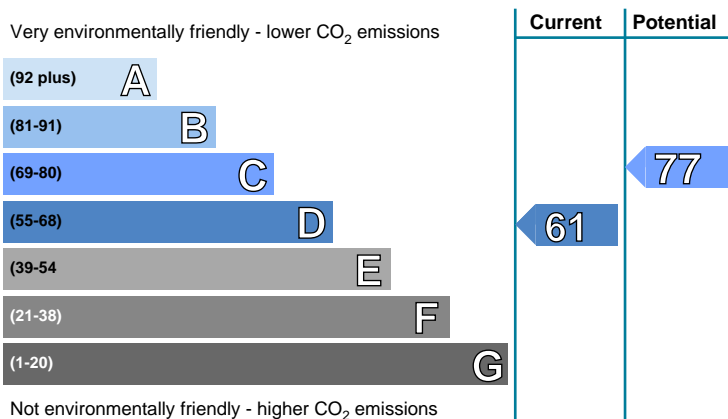 Very environmentally friendly - lower CO2 emissions
Current
Potential
(92 plus) A
(81-91) B
(69-80) C
77
(55-68) D
61
(39-54 E
(21-38) F
(1-20) G
Not environmentally friendly - higher CO2 emissions